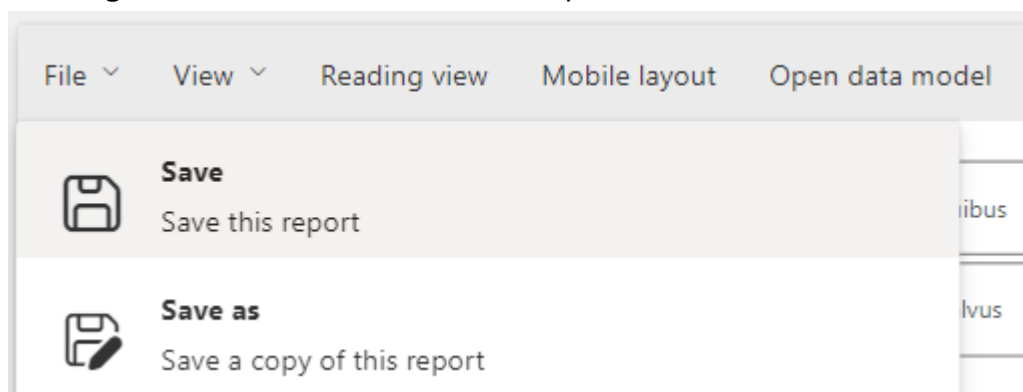 File View Reading view Mobile layout Open data model
Save
Save this report
Save as
Save a copy of this report